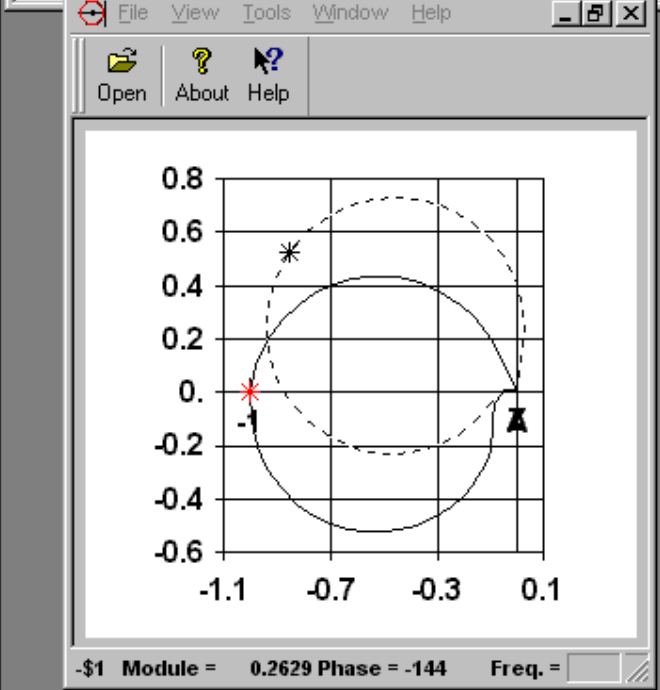 File View Tools Window Help
Open About Help
0.8
0.6
0.4
0.2
0.
-1
-0.2
-0.4
-0.6
-1.1 -0.7 -0.3 0.1
-$1 Module = 0.2629 Phase = -144 Freq. =